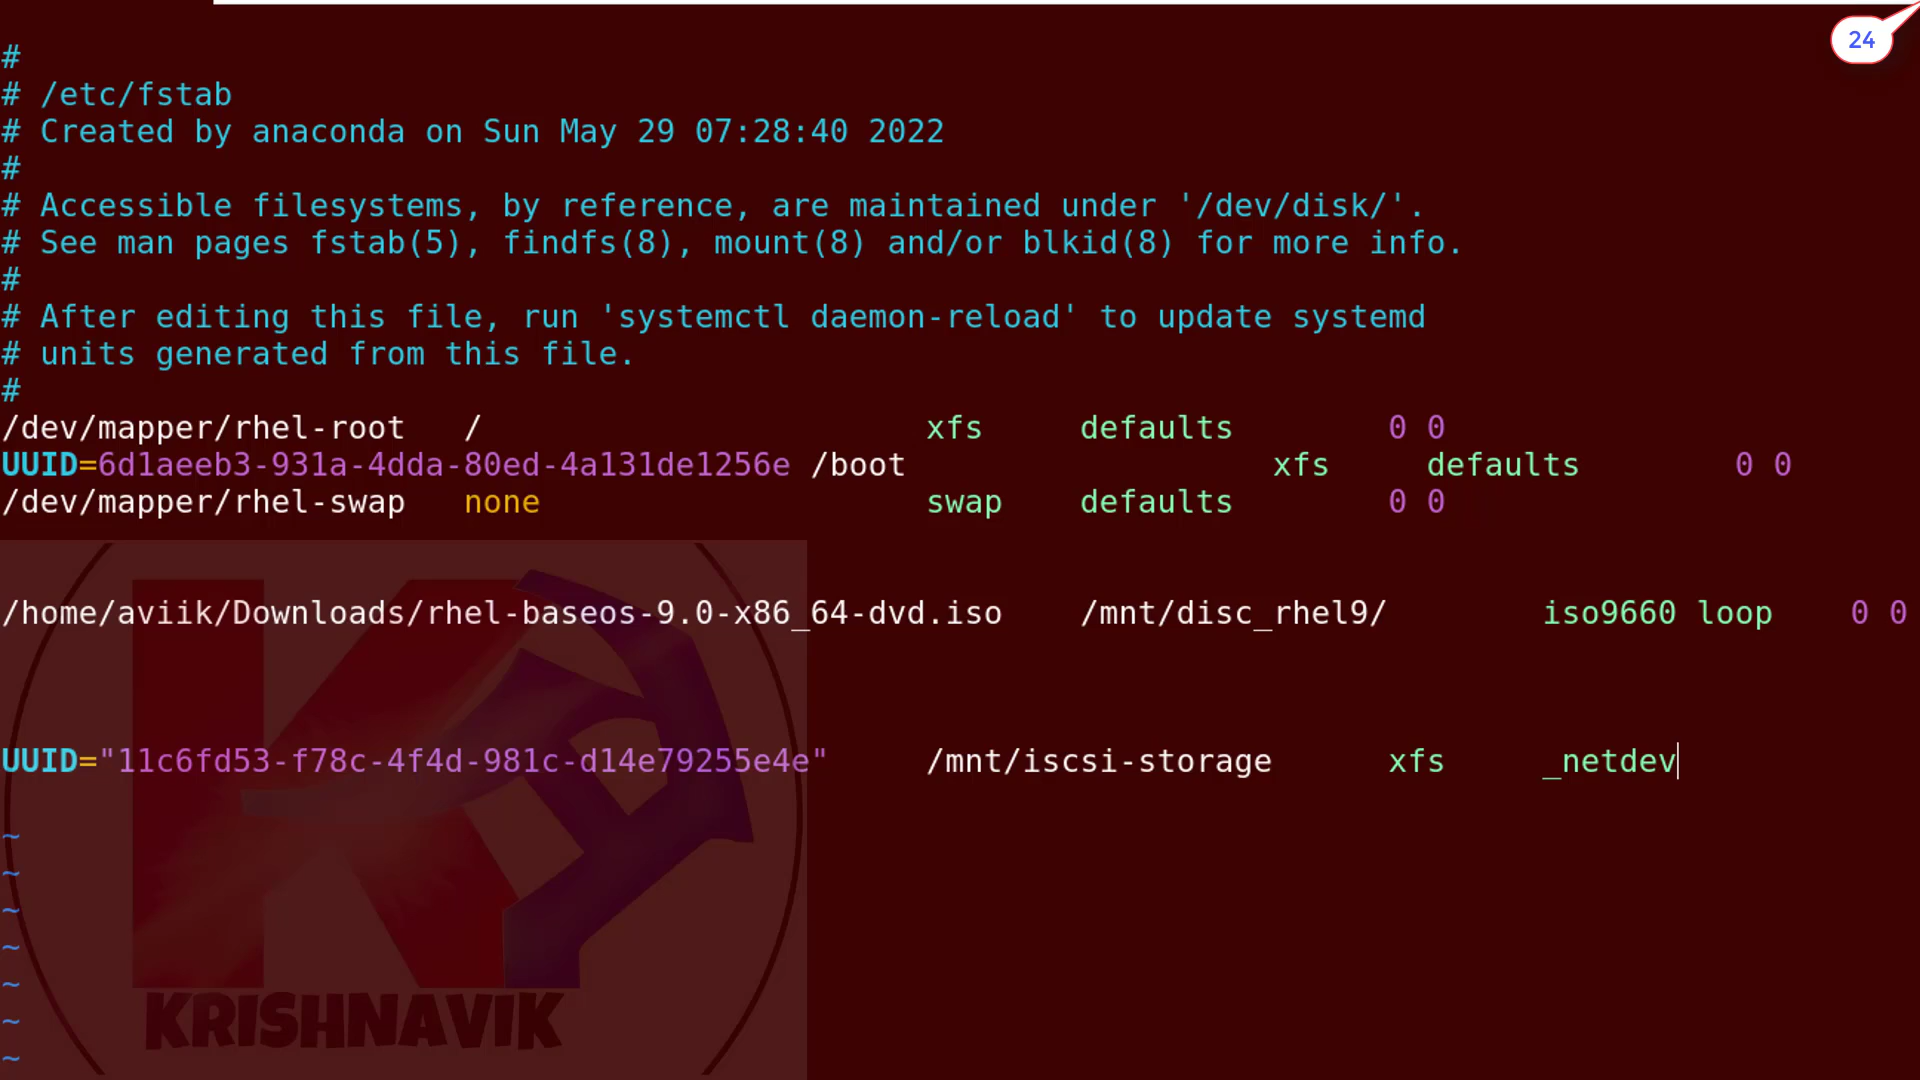 24
#
# /etc/fstab
# Created by anaconda on Sun May 29 07:28:40 2022
#
# Accessible filesystems, by reference, are maintained under '/dev/disk/'.
# See man pages fstab(5), findfs(8), mount(8) and/or blkid(8) for more info.
#
# After editing this file, run 'systemctl daemon-reload' to update systemd
# units generated from this file.
#
/dev/mapper/rhel-root   /                       xfs     defaults        0 0
UUID=6d1aeeb3-931a-4dda-80ed-4a131de1256e /boot                   xfs     defaults        0 0
/dev/mapper/rhel-swap   none                    swap    defaults        0 0
/home/aviik/Downloads/rhel-baseos-9.0-x86_64-dvd.iso    /mnt/disc_rhel9/        iso9660 loop    0 0
UUID="11c6fd53-f78c-4f4d-981c-d14e79255e4e"     /mnt/iscsi-storage      xfs     _netdev
~
~
~
~
~
~
~
KRISHNAVIK